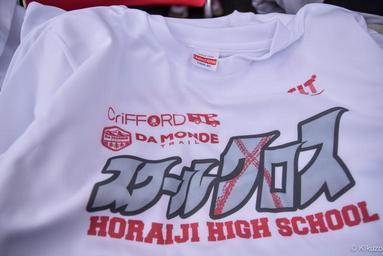 CriFFORD
DA MONDE
TRAIL
スクールクロス
HORAIJI HIGH SCHOOL
© Kikuzo